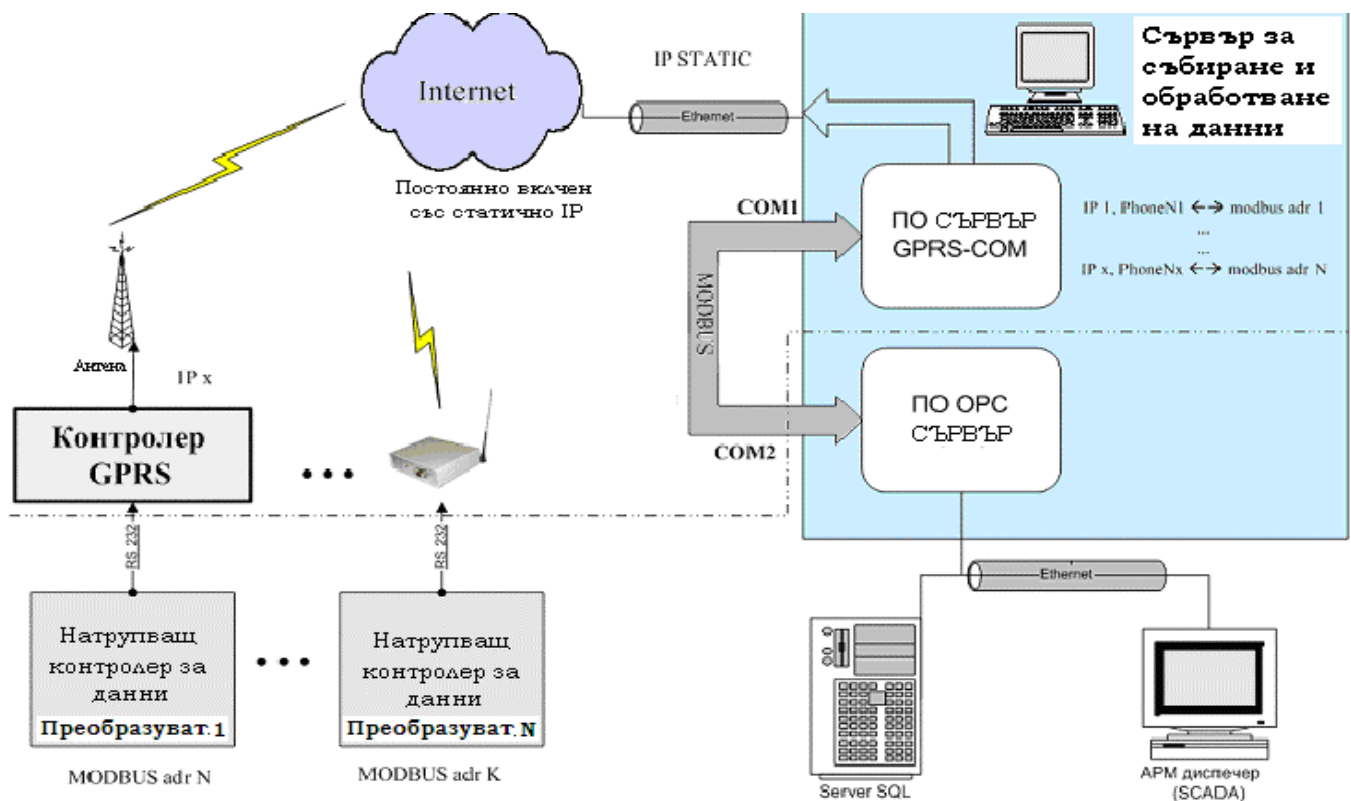 Internet
Постоянно вклчен
със статично IP
IP STATIC
Ethernet
Сървър за
събиране и
обработване
на данни
COM1
MODBUS
COM2
ПО СЪРВЪР
GPRS-COM
IP 1, PhoneN1 <--> modbus adr 1
...
...
IP x, PhoneNx <--> modbus adr N
ПО OPC
СЪРВЪР
Антена
IP x
Контролер
GPRS
RS 232
RS 232
Натрупващ
контролер за
данни
Преобразуват.1
MODBUS adr N
Натрупващ
контролер за
данни
Преобразуват.N
MODBUS adr K
Ethernet
Server SQL
АРМ диспечер
(SCADA)